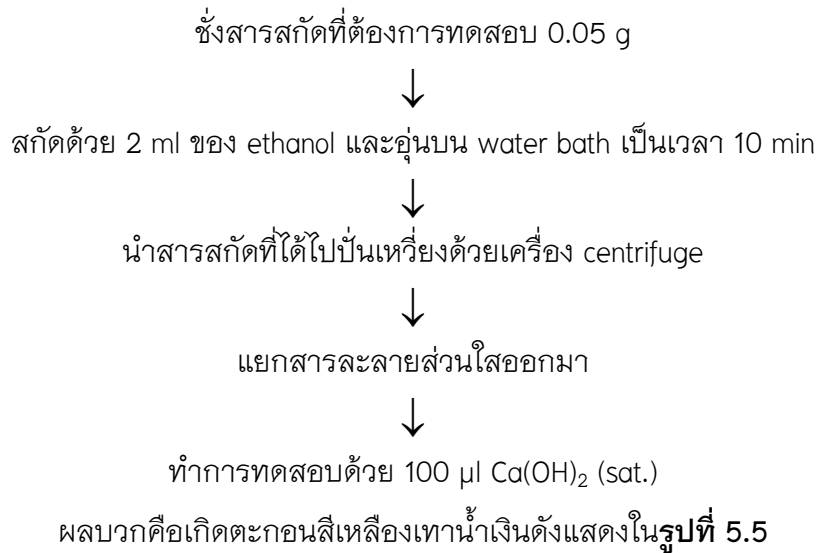 ชั่งสารสกัดที่ต้องการทดสอบ 0.05 g
↓
สกัดด้วย 2 ml ของ ethanol และอุ่นบน water bath เป็นเวลา 10 min
↓
นำสารสกัดที่ได้ไปปั่นเหวี่ยงด้วยเครื่อง centrifuge
↓
แยกสารละลายส่วนใสออกมา
↓
ทำการทดสอบด้วย 100 µl Ca(OH)₂ (sat.)
ผลบวกคือเกิดตะกอนสีเหลืองเทาน้ำเงินดังแสดงในรูปที่ 5.5